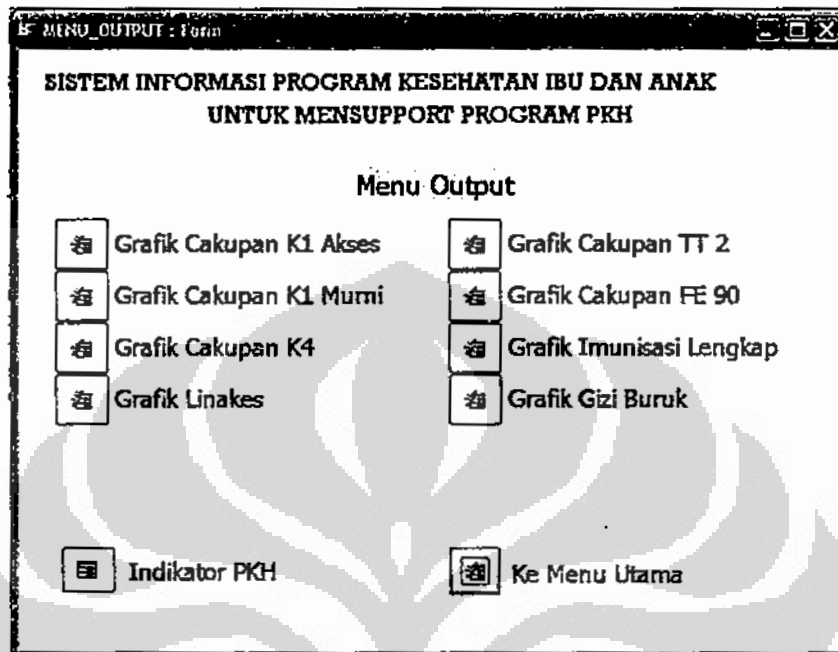 MENU_OUTPUT : Form
SISTEM INFORMASI PROGRAM KESEHATAN IBU DAN ANAK
UNTUK MENSUPPORT PROGRAM PKH
Menu Output
Grafik Cakupan K1 Akses
Grafik Cakupan TT 2
Grafik Cakupan K1 Murni
Grafik Cakupan FE 90
Grafik Cakupan K4
Grafik Imunisasi Lengkap
Grafik Linakes
Grafik Gizi Buruk
Indikator PKH
Ke Menu Utama